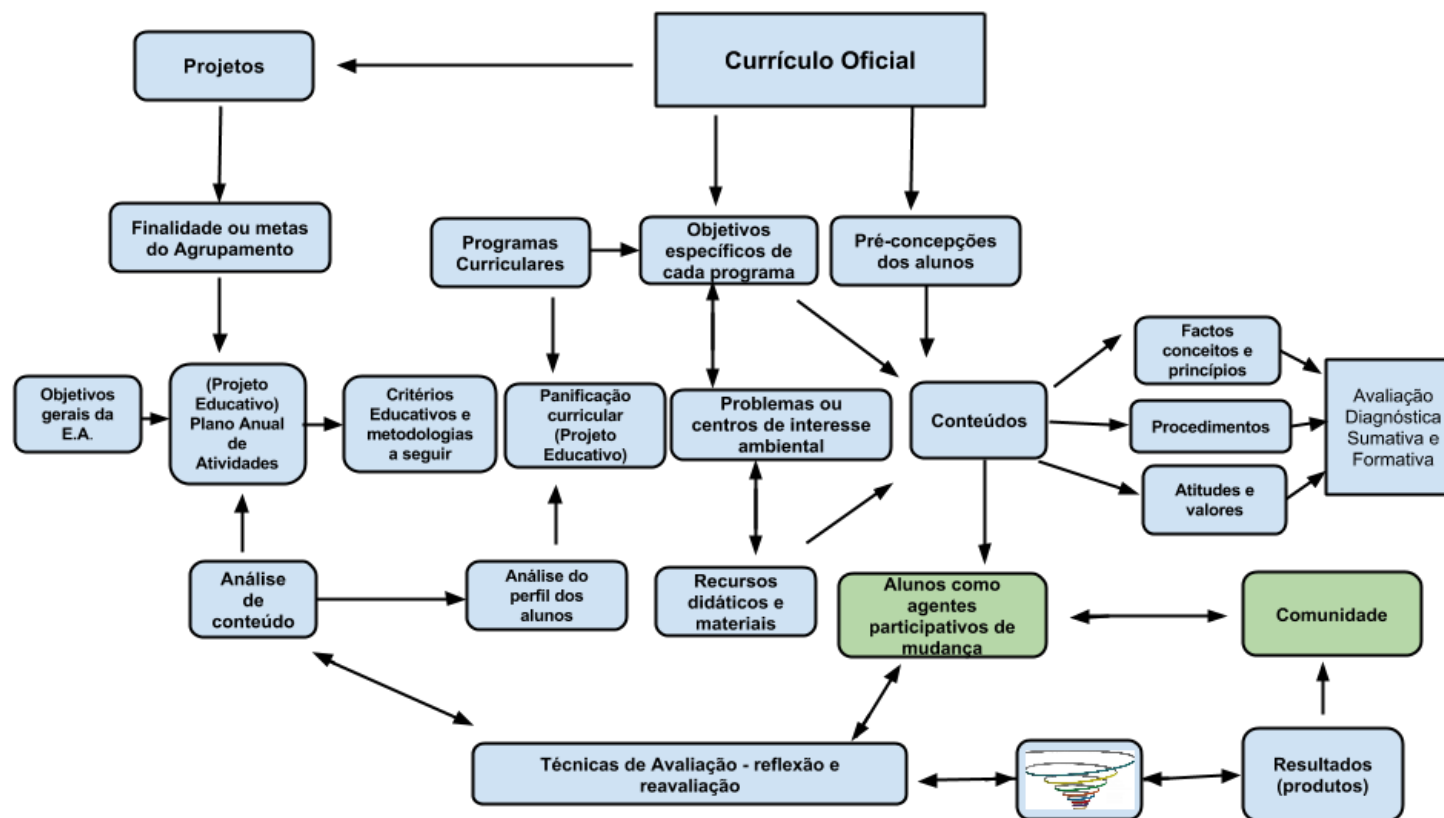 Projetos
Currículo Oficial
Finalidade ou metas
do Agrupamento
Programas
Curriculares
Objetivos
específicos de
cada programa
Pré-concepções
dos alunos
Objetivos
gerais da
E.A.
(Projeto
Educativo)
Plano Anual
de
Atividades
Critérios
Educativos e
metodologias
a seguir
Panificação
curricular
(Projeto
Educativo)
Problemas ou
centros de interesse
ambiental
Conteúdos
Factos
conceitos e
princípios
Procedimentos
Atitudes e
valores
Avaliação
Diagnóstica
Sumativa e
Formativa
Análise
de
conteúdo
Análise do
perfil dos
alunos
Recursos
didáticos e
materiais
Alunos como
agentes
participativos de
mudança
Comunidade
Técnicas de Avaliação - reflexão e
reavaliação
Resultados
(produtos)